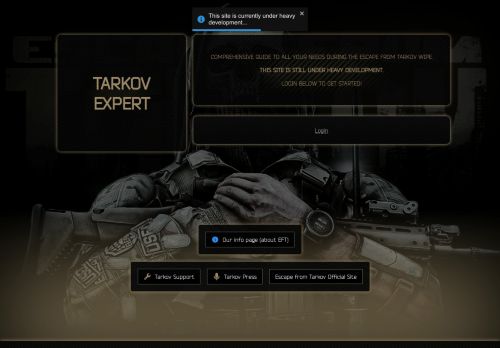 This site is currently under heavy
development...
TARKOV
EXPERT
COMPREHENSIVE GUIDE TO ALL YOUR NEEDS DURING THE ESCAPE FROM TARKOV WIPE.
THIS SITE IS STILL UNDER HEAVY DEVELOPMENT
LOGIN BELOW TO GET STARTED!
Login
Our info page (about EFT)
Tarkov Support
Tarkov Press
Escape from Tarkov Official Site